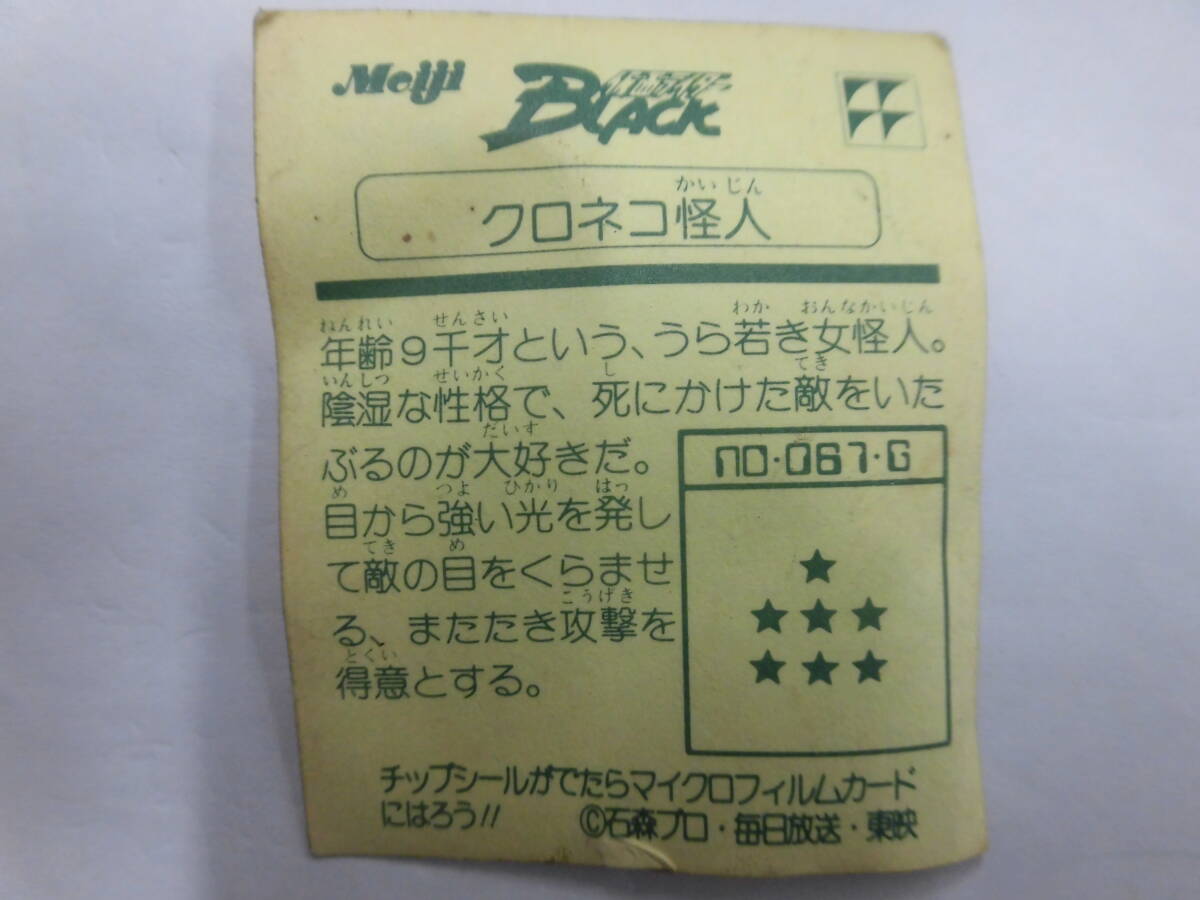 Meiji
仮面ライダー
BLACK
かいじん
クロネコ怪人
ねんれい せんさい わか おんなかいじん
年齢9千才という、うら若き女怪人。
いんしつ せいかく し てき
陰湿な性格で、死にかけた敵をいた
だいす
ぶるのが大好きだ。
め つよ ひかり はっ
目から強い光を発し
てき め
て敵の目をくらませ
こうげき
る、またたき攻撃を
とくい
得意とする。
NO・067・G
★
★★★
★★★
チップシールがでたらマイクロフィルムカード
にはろう!!
©石森プロ・毎日放送・東映